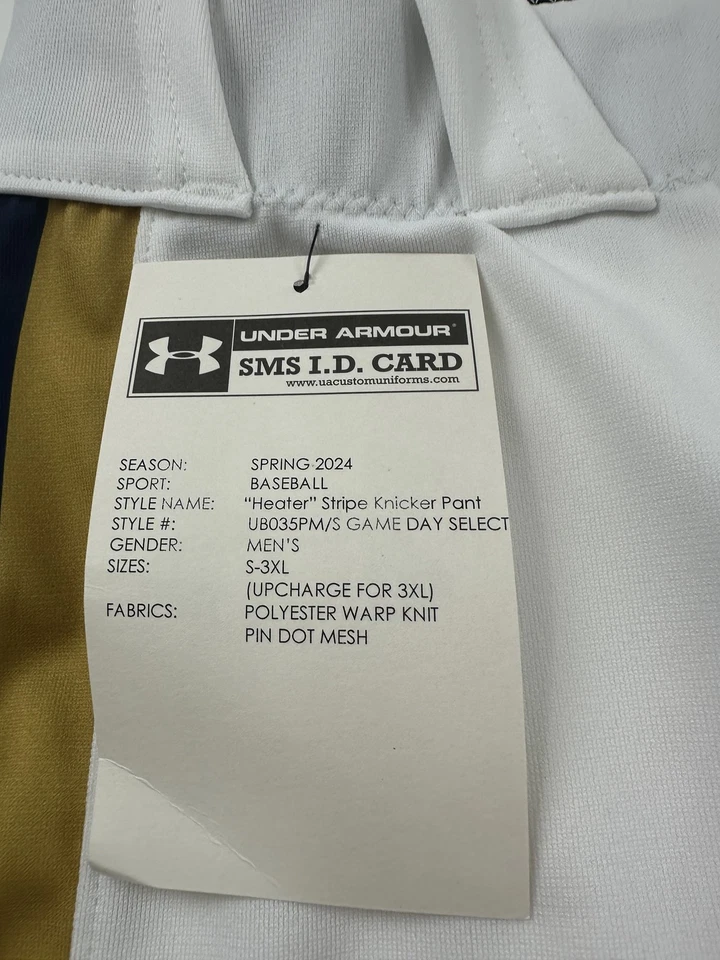 UNDER ARMOUR®
SMS I.D. CARD
www.uacustomuniforms.com
SEASON: SPRING 2024
SPORT: BASEBALL
STYLE NAME: "Heater" Stripe Knicker Pant
STYLE #: UB035PM/S GAME DAY SELECT
GENDER: MEN'S
SIZES: S-3XL
(UPCHARGE FOR 3XL)
FABRICS: POLYESTER WARP KNIT
PIN DOT MESH